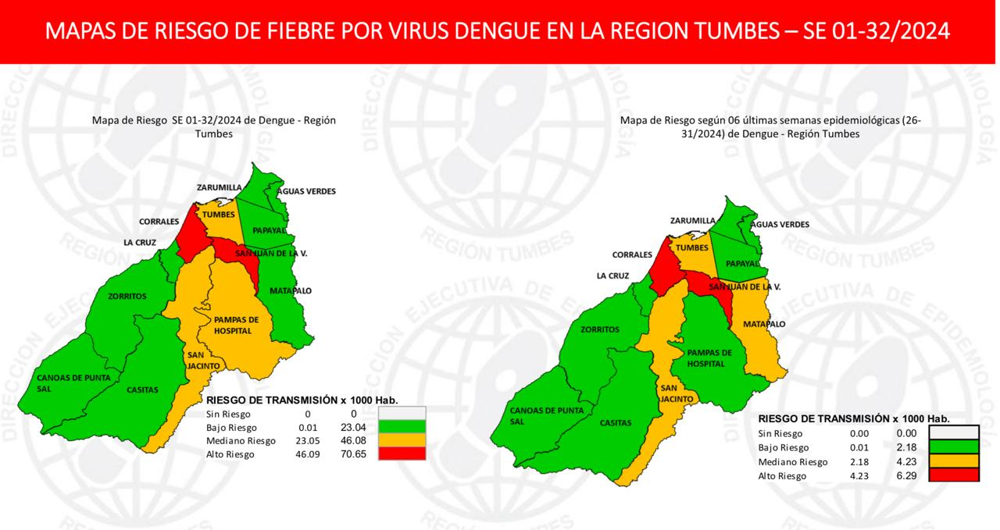 MAPAS DE RIESGO DE FIEBRE POR VIRUS DENGUE EN LA REGION TUMBES – SE 01-32/2024
Mapa de Riesgo SE 01-32/2024 de Dengue - Región
Tumbes
ZARUMILLA
AGUAS VERDES
TUMBES
CORRALES
PAPAYAL
LA CRUZ
SAN JUAN DE LA V.
MATAPALO
ZORRITOS
PAMPAS DE
HOSPITAL
SAN
JACINTO
CANOAS DE PUNTA
SAL
CASITAS
RIESGO DE TRANSMISIÓN x 1000 Hab.
Sin Riesgo 0 0
Bajo Riesgo 0.01 23.04
Mediano Riesgo 23.05 46.08
Alto Riesgo 46.09 70.65
Mapa de Riesgo según 06 últimas semanas epidemiológicas (26-
31/2024) de Dengue - Región Tumbes
ZARUMILLA
AGUAS VERDES
TUMBES
CORRALES
PAPAYAL
LA CRUZ
SAN JUAN DE LA V.
MATAPALO
ZORRITOS
PAMPAS DE
HOSPITAL
SAN
JACINTO
CANOAS DE PUNTA
SAL
CASITAS
RIESGO DE TRANSMISIÓN x 1000 Hab.
Sin Riesgo 0.00 0.00
Bajo Riesgo 0.01 2.18
Mediano Riesgo 2.18 4.23
Alto Riesgo 4.23 6.29